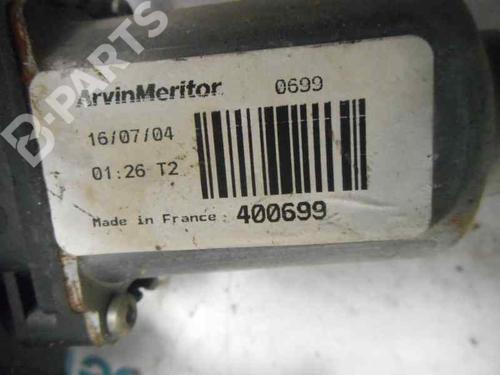 B-PARTS
ArvinMeritor 0699
16/07/04
01:26 T2
Made in France : 400699